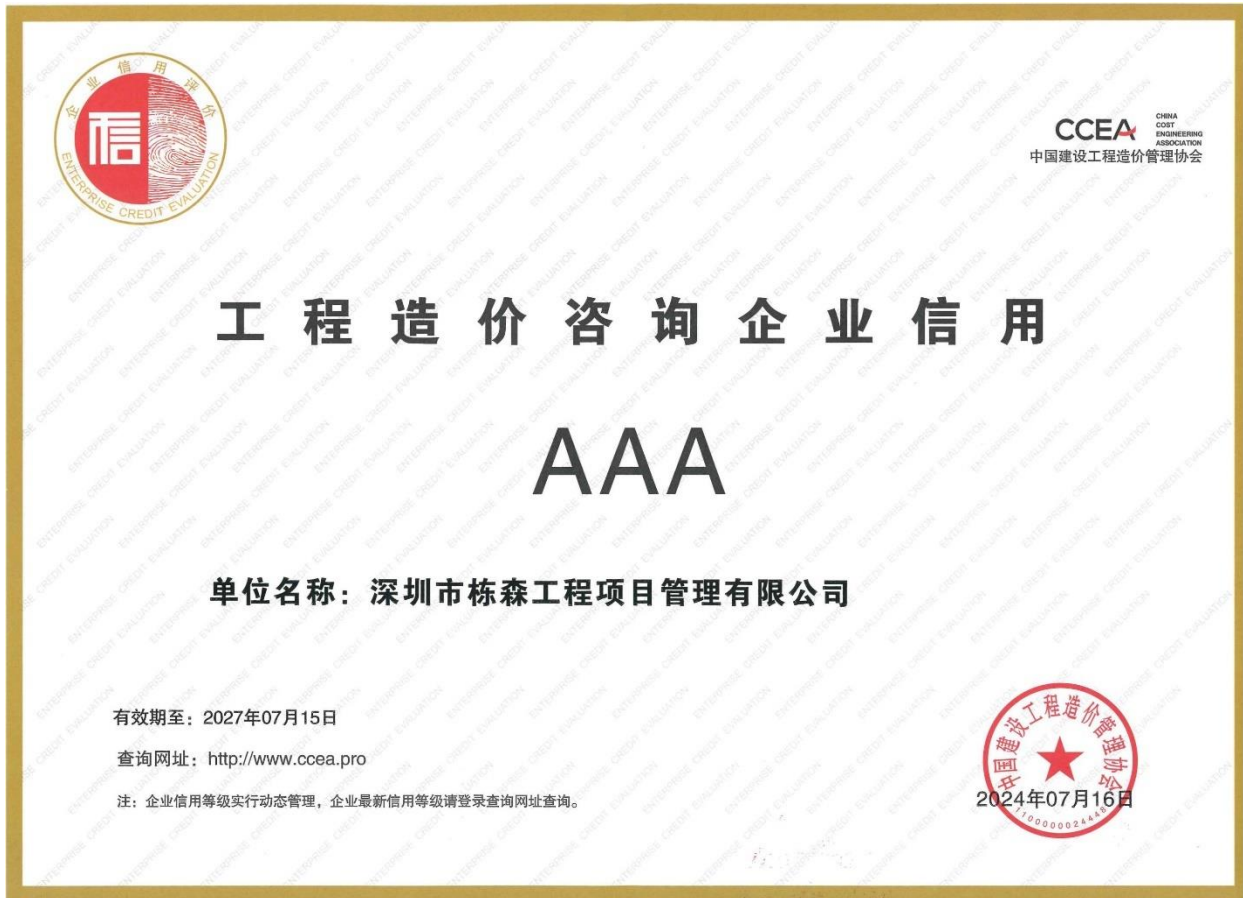 企业信用评价
信
ENTERPRISE CREDIT EVALUATION
CCEA
CHINA
COST
ENGINEERING
ASSOCIATION
中国建设工程造价管理协会
工程造价咨询企业信用
AAA
单位名称：深圳市栋森工程项目管理有限公司
有效期至：2027年07月15日
查询网址：http://www.ccea.pro
注：企业信用等级实行动态管理，企业最新信用等级请登录查询网址查询。
中国建设工程造价管理协会
2024年07月16日
1100000024448